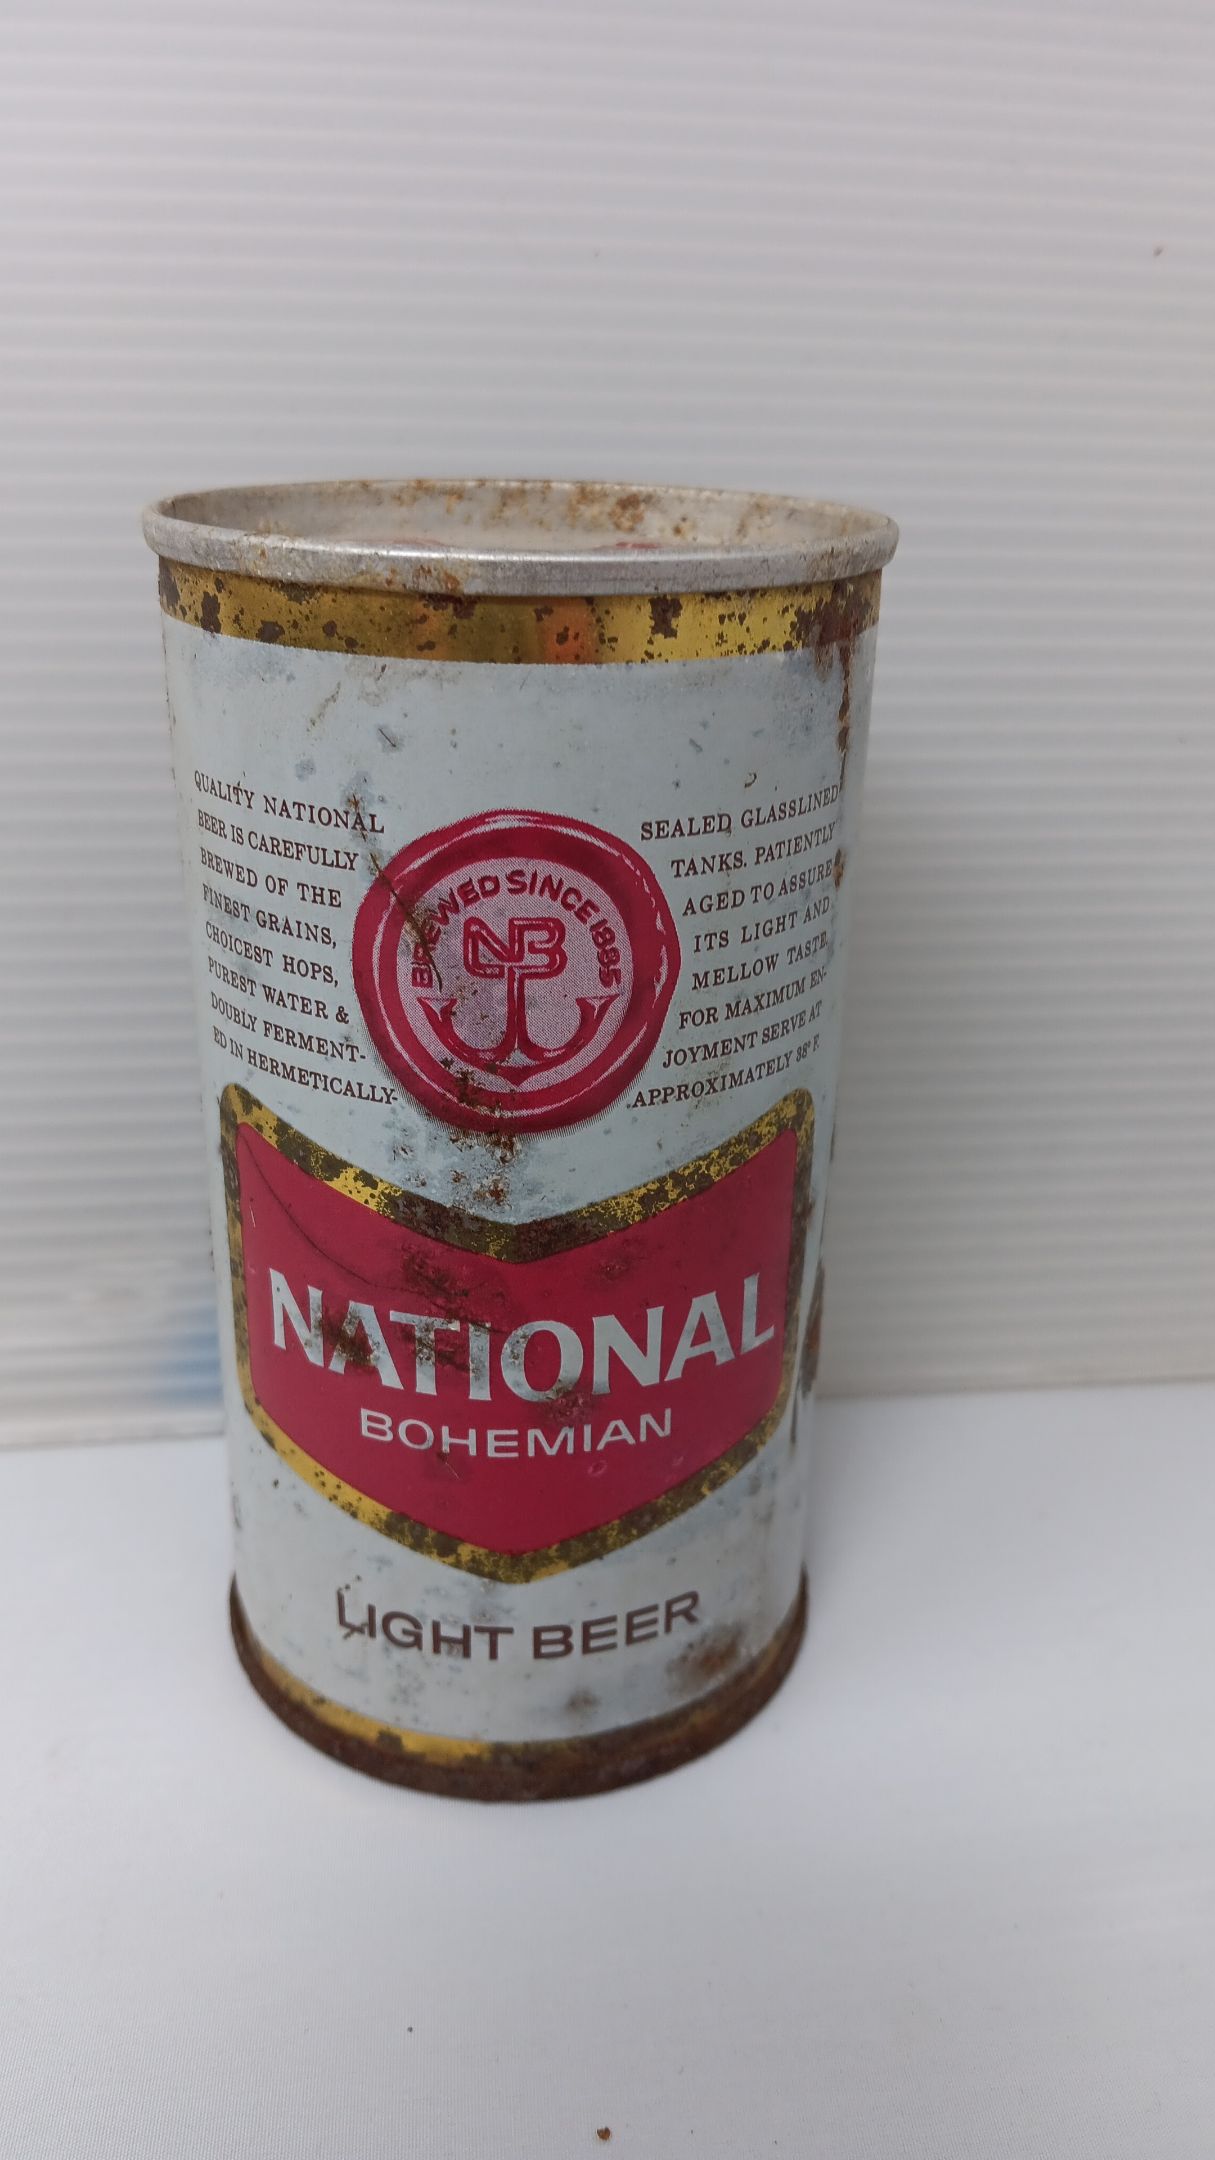 QUALITY NATIONAL
BEER IS CAREFULLY
BREWED OF THE
FINEST GRAINS,
CHOICEST HOPS,
PUREST WATER &
DOUBLY FERMENT-
ED IN HERMETICALLY-
SEALED GLASSLINED
TANKS. PATIENTLY
AGED TO ASSURE
ITS LIGHT AND
MELLOW TASTE.
FOR MAXIMUM EN-
JOYMENT SERVE AT
APPROXIMATELY 38° F.
BREWED SINCE 1885
NB
NATIONAL
BOHEMIAN
LIGHT BEER